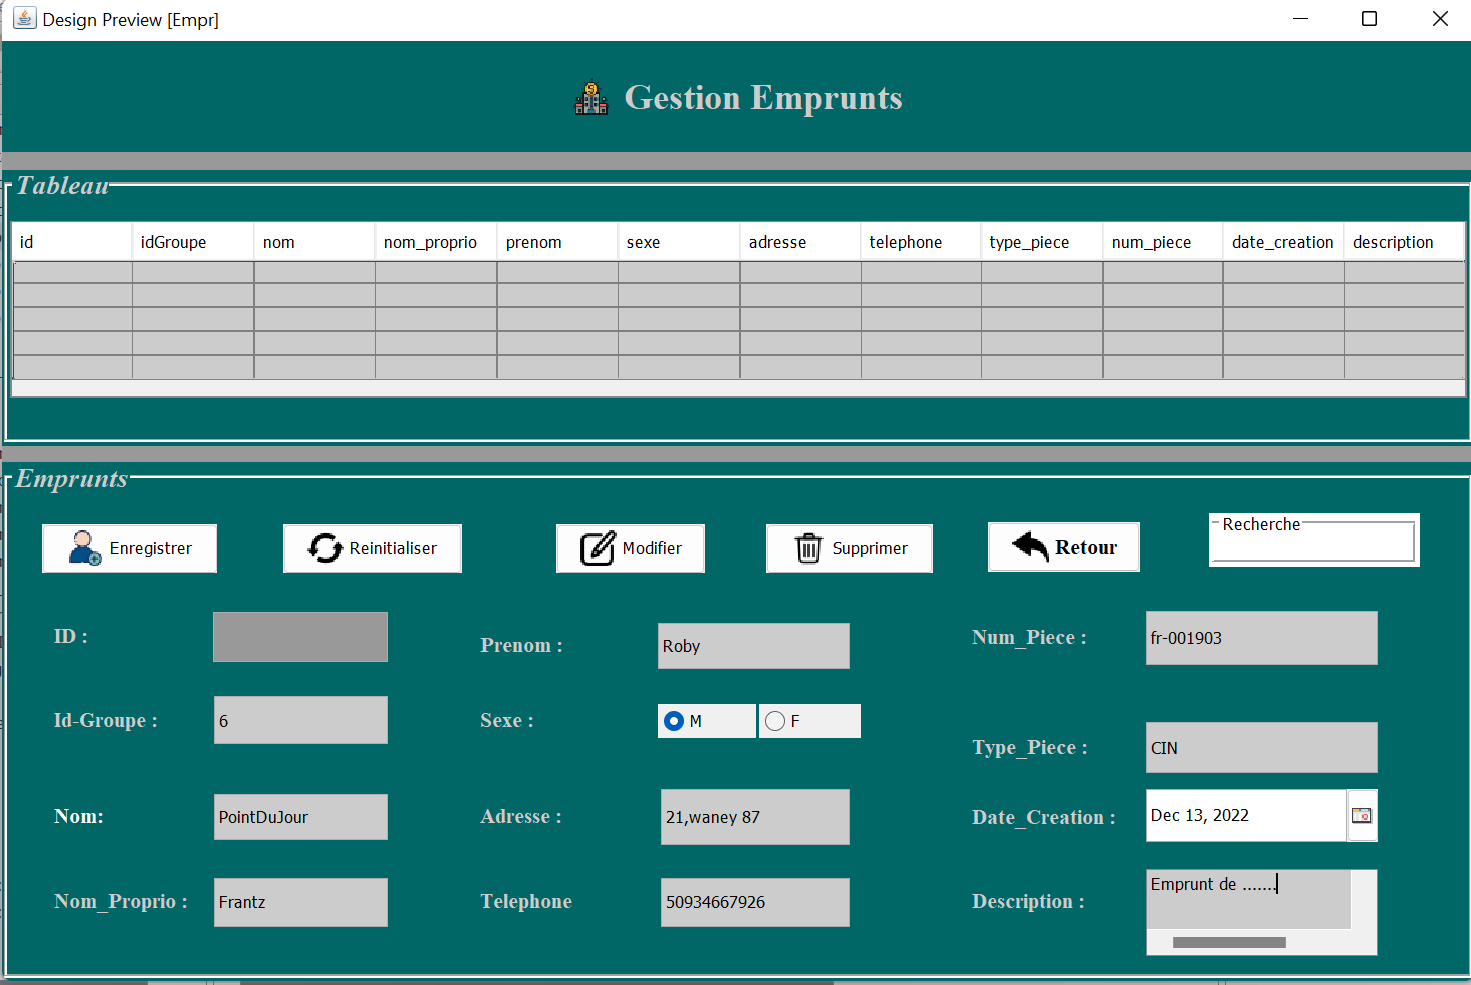 Design Preview [Empr]
Gestion Emprunts
Tableau
id idGroupe nom nom_proprio prenom sexe adresse telephone type_piece num_piece date_creation description
Emprunts
Enregistrer Reinitialiser Modifier Supprimer Retour Recherche
ID : Prenom : Roby Num_Piece : fr-001903
Id-Groupe : 6 Sexe : M F Type_Piece : CIN
Nom: PointDuJour Adresse : 21,waney 87 Date_Creation : Dec 13, 2022
Nom_Proprio : Frantz Telephone 50934667926 Description : Emprunt de .......